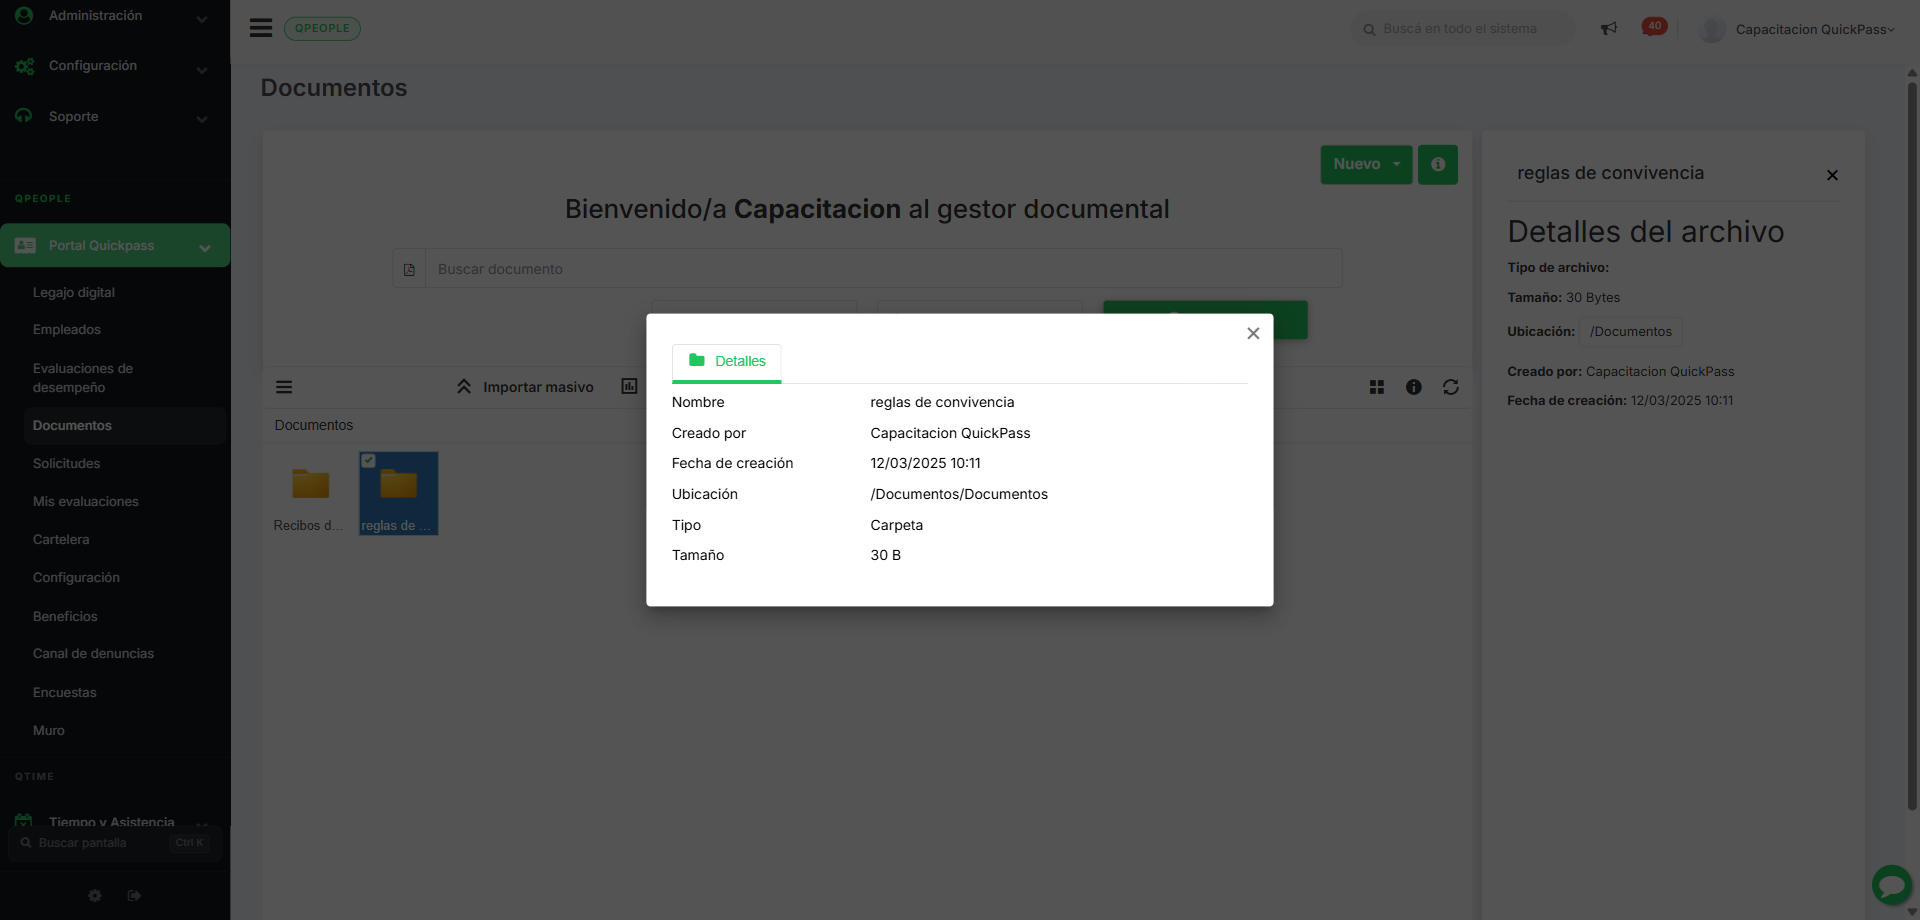 Administración
Configuración
Soporte
QPEOPLE
Portal Quickpass
Legajo digital
Empleados
Evaluaciones de
desempeño
Documentos
Solicitudes
Mis evaluaciones
Cartelera
Configuración
Beneficios
Canal de denuncias
Encuestas
Muro
QTIME
Tiempo y Asistencia
Buscar pantalla
Ctrl K
QPEOPLE
Buscá en todo el sistema
40
Capacitacion QuickPass
Documentos
Nuevo
Bienvenido/a Capacitacion al gestor documental
Buscar documento
Importar masivo
Documentos
Recibos d...
reglas de ...
Detalles
Nombre reglas de convivencia
Creado por Capacitacion QuickPass
Fecha de creación 12/03/2025 10:11
Ubicación /Documentos/Documentos
Tipo Carpeta
Tamaño 30 B
reglas de convivencia
Detalles del archivo
Tipo de archivo:
Tamaño: 30 Bytes
Ubicación: /Documentos
Creado por: Capacitacion QuickPass
Fecha de creación: 12/03/2025 10:11